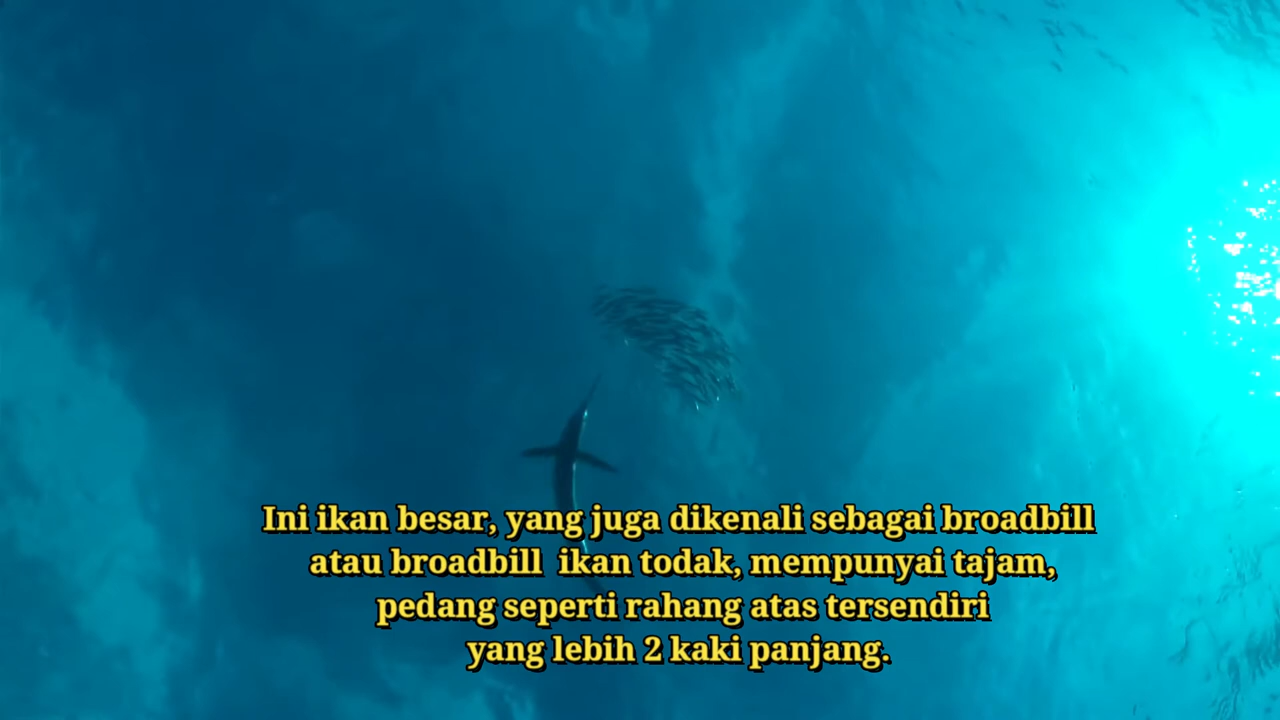 Ini ikan besar, yang juga dikenali sebagai broadbill
atau broadbill  ikan todak, mempunyai tajam,
pedang seperti rahang atas tersendiri
yang lebih 2 kaki panjang.